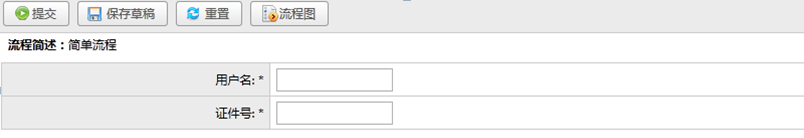 提交 保存草稿 重置 流程图
流程简述：简单流程
用户名: *
证件号: *